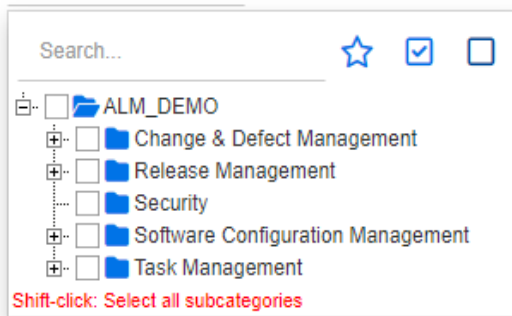 Search...
ALM_DEMO
Change & Defect Management
Release Management
Security
Software Configuration Management
Task Management
Shift-click: Select all subcategories